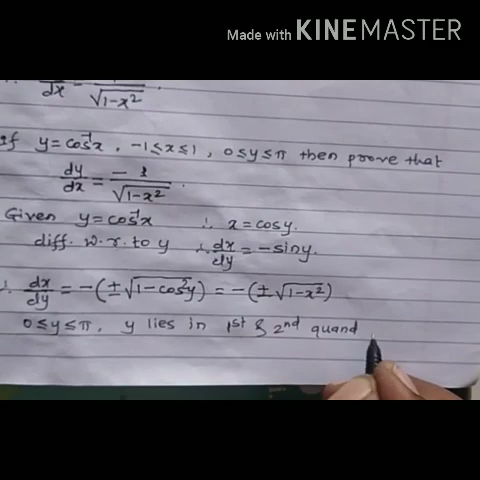 Made with KINEMASTER
∴ dx √1-x²
If y=cos⁻¹x , -1≤x≤1 , 0≤y≤π then prove that
dy/dx = -1/√1-x² .
Given y=cos⁻¹x ∴ x=cosy.
diff. w.r.to y ∴ dx/dy = -siny.
∴ dx/dy = -(±√1-cos²y) = -(±√1-x²)
0≤y≤π, y lies in 1st & 2nd quand